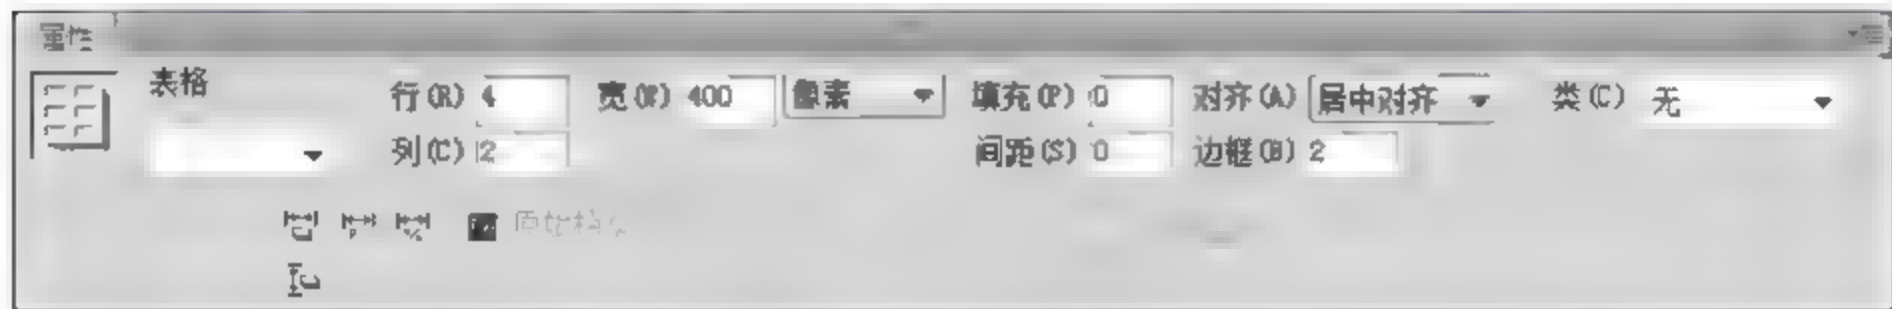 属性
表格 行(R) 4 宽(W) 400 像素 填充(P) 0 对齐(A) 居中对齐 类(C) 无
列(C) 2 间距(S) 0 边框(B) 2